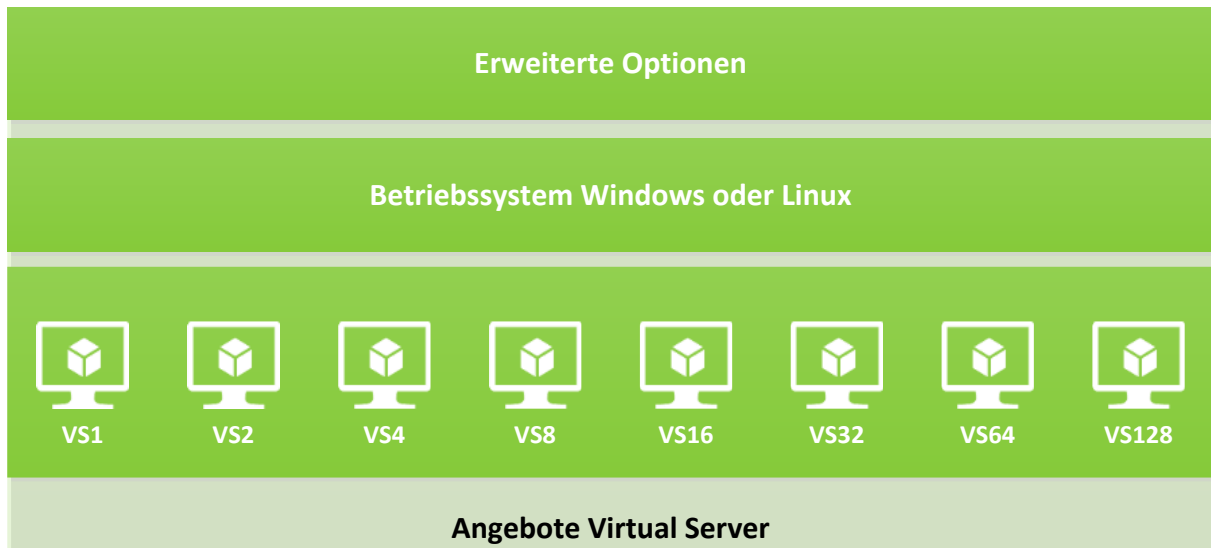 Erweiterte Optionen
Betriebssystem Windows oder Linux
VS1 VS2 VS4 VS8 VS16 VS32 VS64 VS128
Angebote Virtual Server